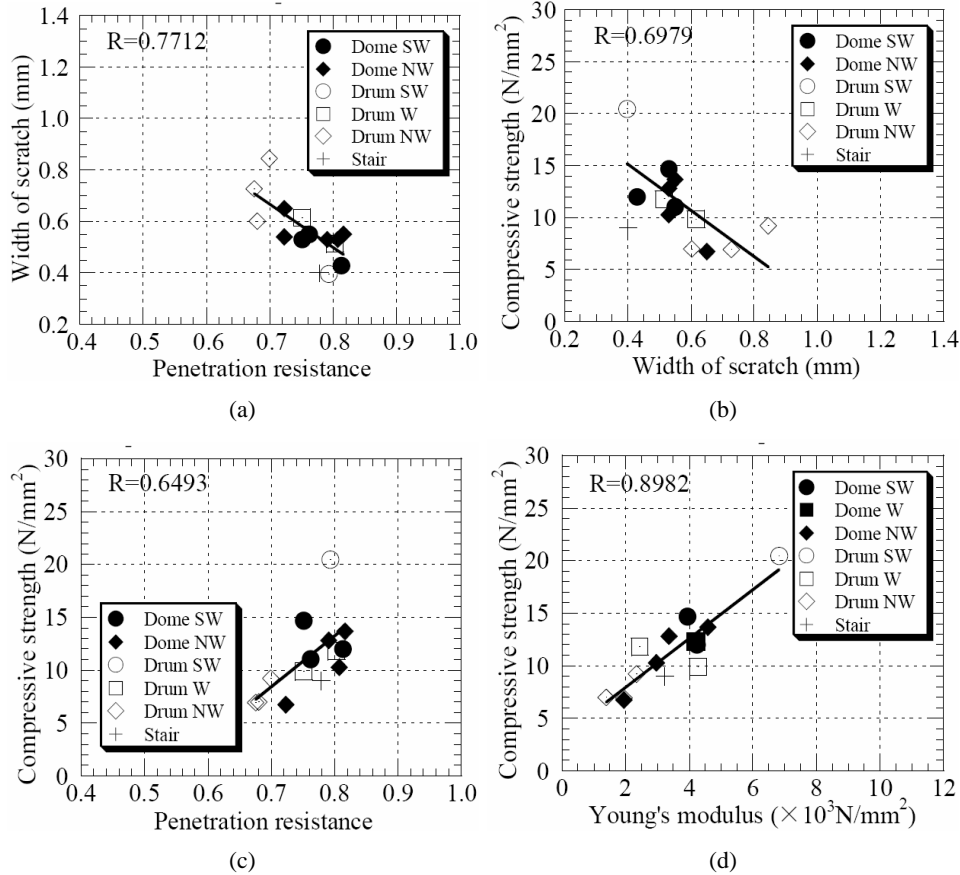 R=0.7712
Dome SW
Dome NW
Drum SW
Drum W
Drum NW
Stair
1.4
1.2
1.0
0.8
0.6
0.4
0.2
Width of scratch (mm)
0.4 0.5 0.6 0.7 0.8 0.9 1.0
Penetration resistance
(a)
R=0.6979
Dome SW
Dome NW
Drum SW
Drum W
Drum NW
Stair
30
25
20
15
10
5
0
Compressive strength (N/mm²)
0.2 0.4 0.6 0.8 1.0 1.2 1.4
Width of scratch (mm)
(b)
R=0.6493
Dome SW
Dome NW
Drum SW
Drum W
Drum NW
Stair
30
25
20
15
10
5
0
Compressive strength (N/mm²)
0.4 0.5 0.6 0.7 0.8 0.9 1.0
Penetration resistance
(c)
R=0.8982
Dome SW
Dome W
Dome NW
Drum SW
Drum W
Drum NW
Stair
30
25
20
15
10
5
0
Compressive strength (N/mm²)
0 2 4 6 8 10 12
Young's modulus (×10³N/mm²)
(d)